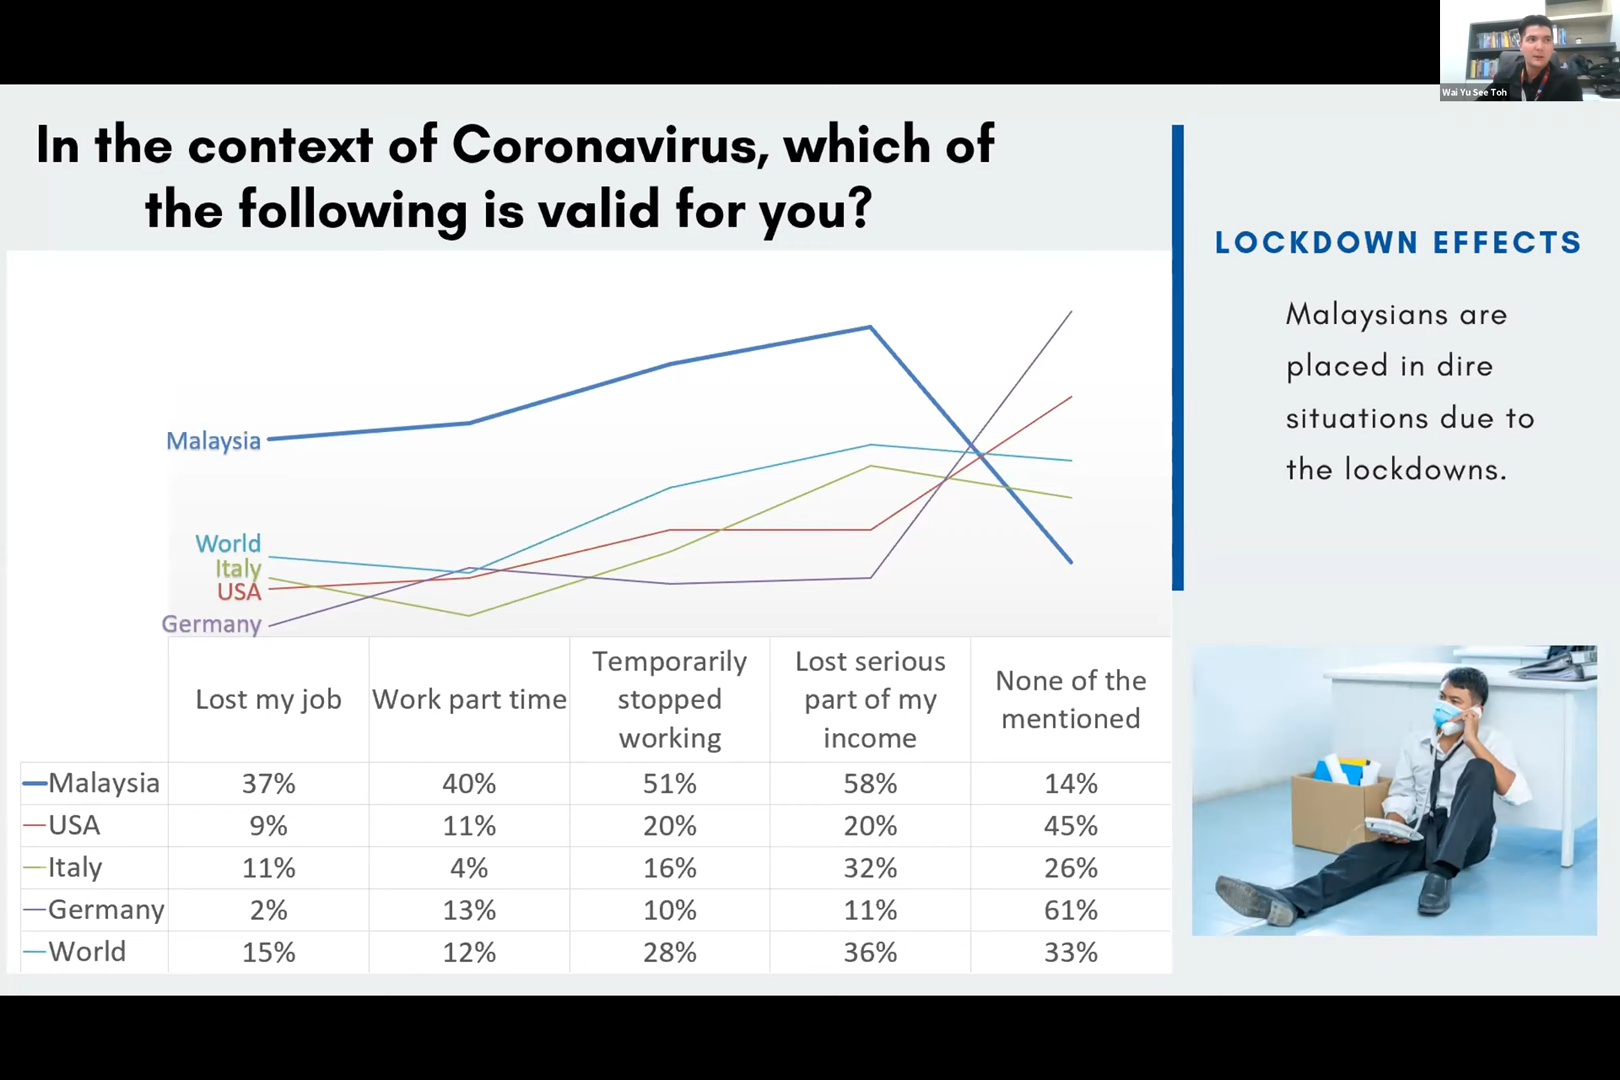 Wai Yu See Toh
In the context of Coronavirus, which of
the following is valid for you?
LOCKDOWN EFFECTS
Malaysians are
placed in dire
situations due to
the lockdowns.
Malaysia
World
Italy
USA
Germany
Lost my job
Work part time
Temporarily
stopped
working
Lost serious
part of my
income
None of the
mentioned
Malaysia 37% 40% 51% 58% 14%
USA 9% 11% 20% 20% 45%
Italy 11% 4% 16% 32% 26%
Germany 2% 13% 10% 11% 61%
World 15% 12% 28% 36% 33%